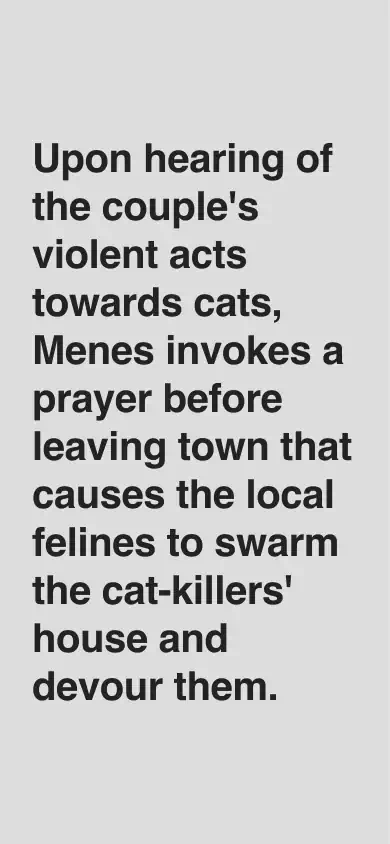 Upon hearing of
the couple's
violent acts
towards cats,
Menes invokes a
prayer before
leaving town that
causes the local
felines to swarm
the cat-killers'
house and
devour them.